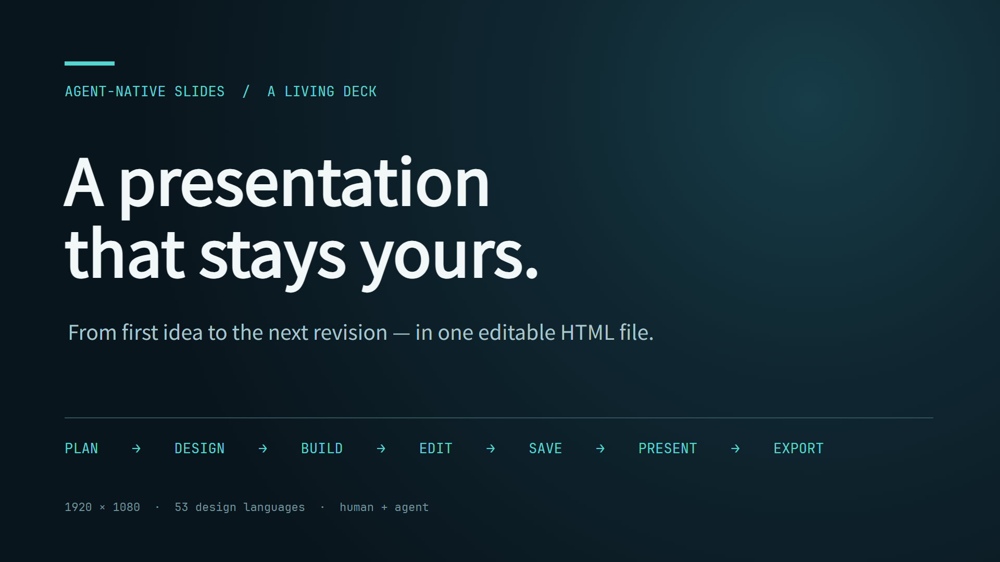 AGENT-NATIVE SLIDES / A LIVING DECK
A presentation
that stays yours.
From first idea to the next revision — in one editable HTML file.
PLAN → DESIGN → BUILD → EDIT → SAVE → PRESENT → EXPORT
1920 × 1080 · 53 design languages · human + agent